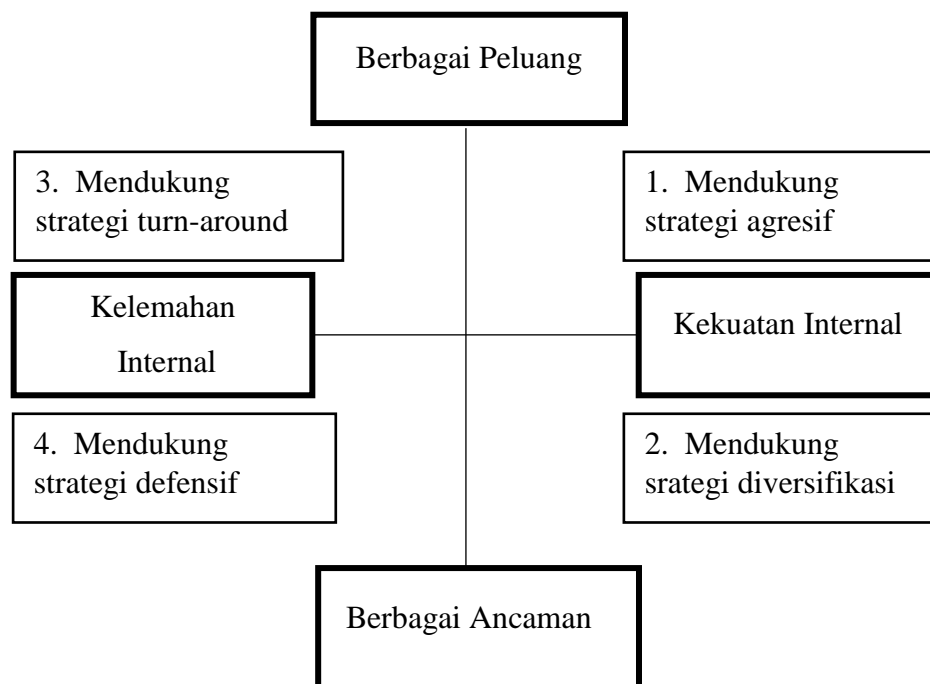 Berbagai Peluang
3. Mendukung
strategi turn-around
1. Mendukung
strategi agresif
Kelemahan
Internal
Kekuatan Internal
4. Mendukung
strategi defensif
2. Mendukung
srategi diversifikasi
Berbagai Ancaman